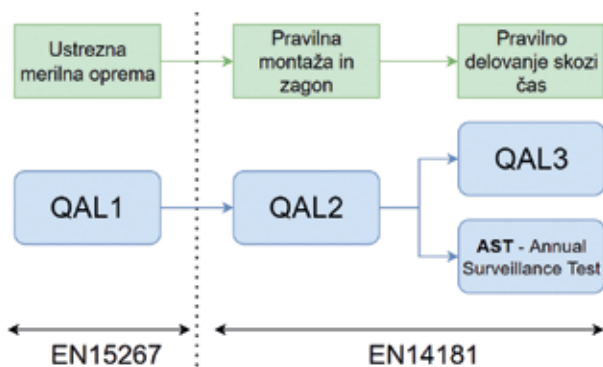 Ustrezna
merilna oprema
Pravilna
montaža in
zagon
Pravilno
delovanje skozi
čas
QAL1
QAL2
QAL3
AST - Annual
Surveillance Test
EN15267
EN14181